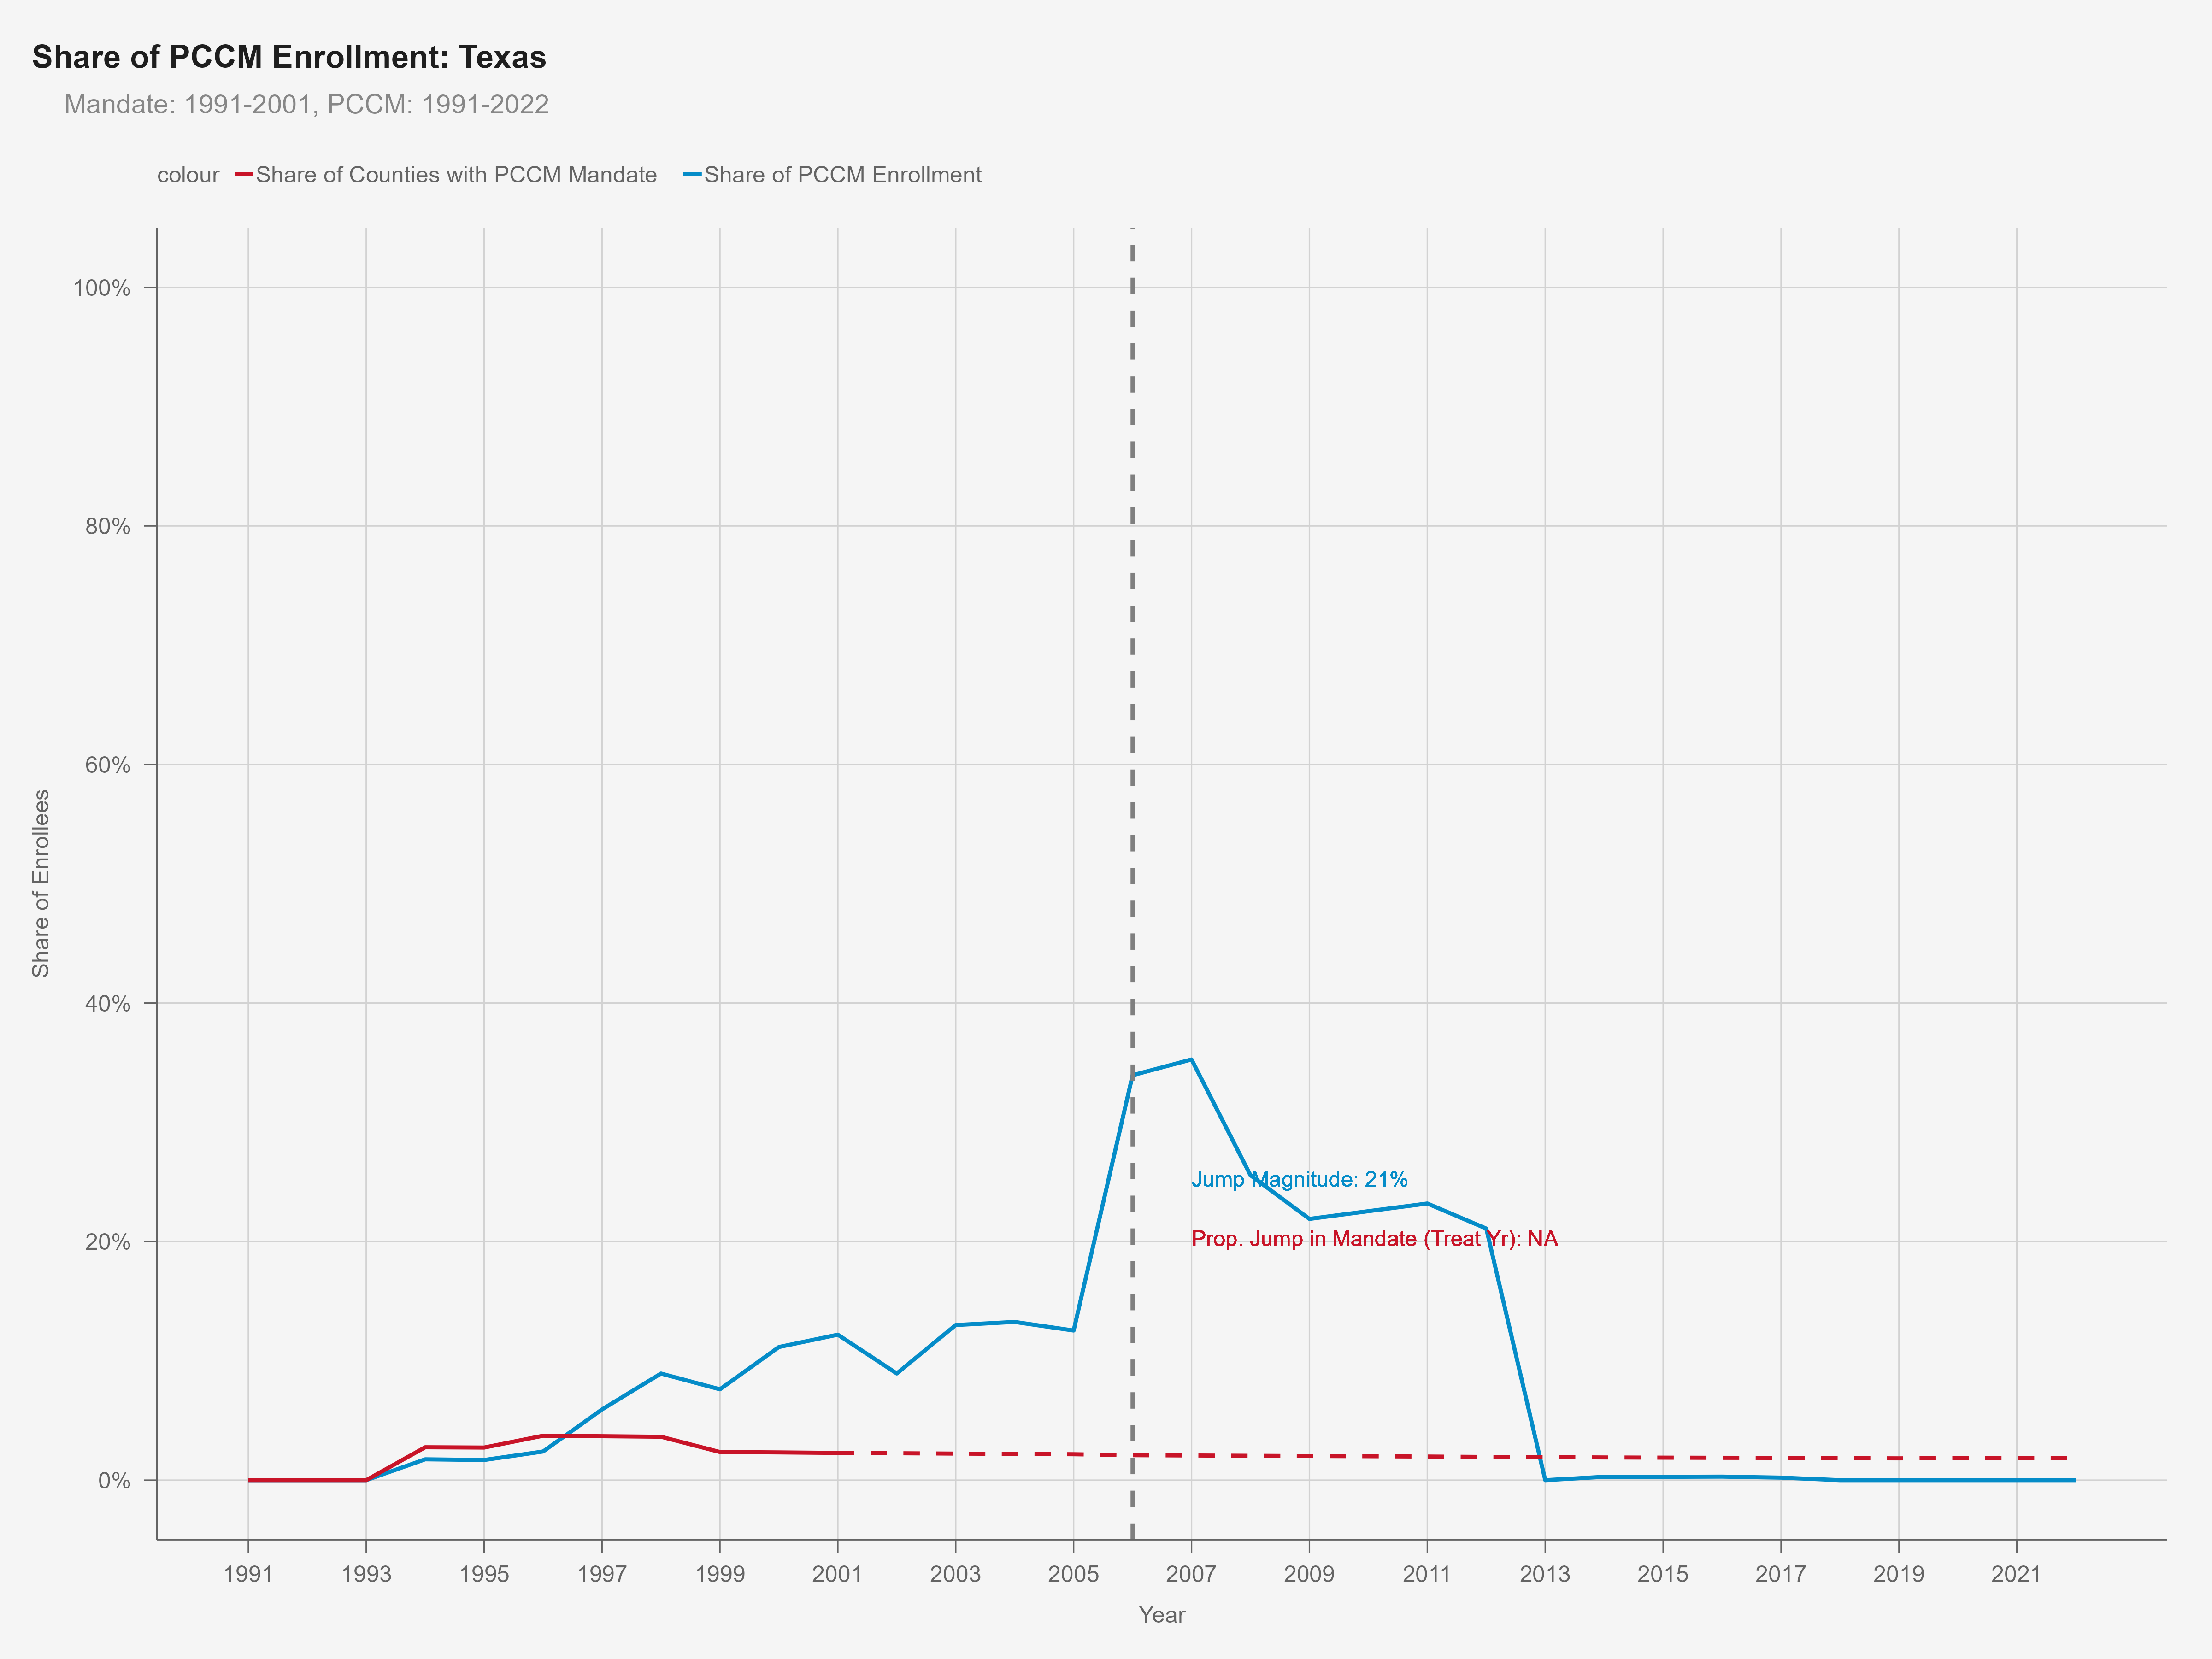 Share of PCCM Enrollment: Texas
Mandate: 1991-2001, PCCM: 1991-2022
colour Share of Counties with PCCM Mandate Share of PCCM Enrollment
100%
80%
60%
40%
20%
0%
Share of Enrollees
Jump Magnitude: 21%
Prop. Jump in Mandate (Treat Yr): NA
1991 1993 1995 1997 1999 2001 2003 2005 2007 2009 2011 2013 2015 2017 2019 2021
Year